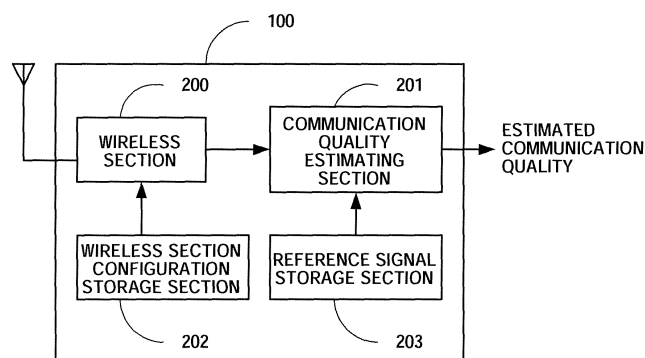 100
200
201
WIRELESS
SECTION
COMMUNICATION
QUALITY
ESTIMATING
SECTION
ESTIMATED
COMMUNICATION
QUALITY
WIRELESS SECTION
CONFIGURATION
STORAGE SECTION
REFERENCE SIGNAL
STORAGE SECTION
202
203